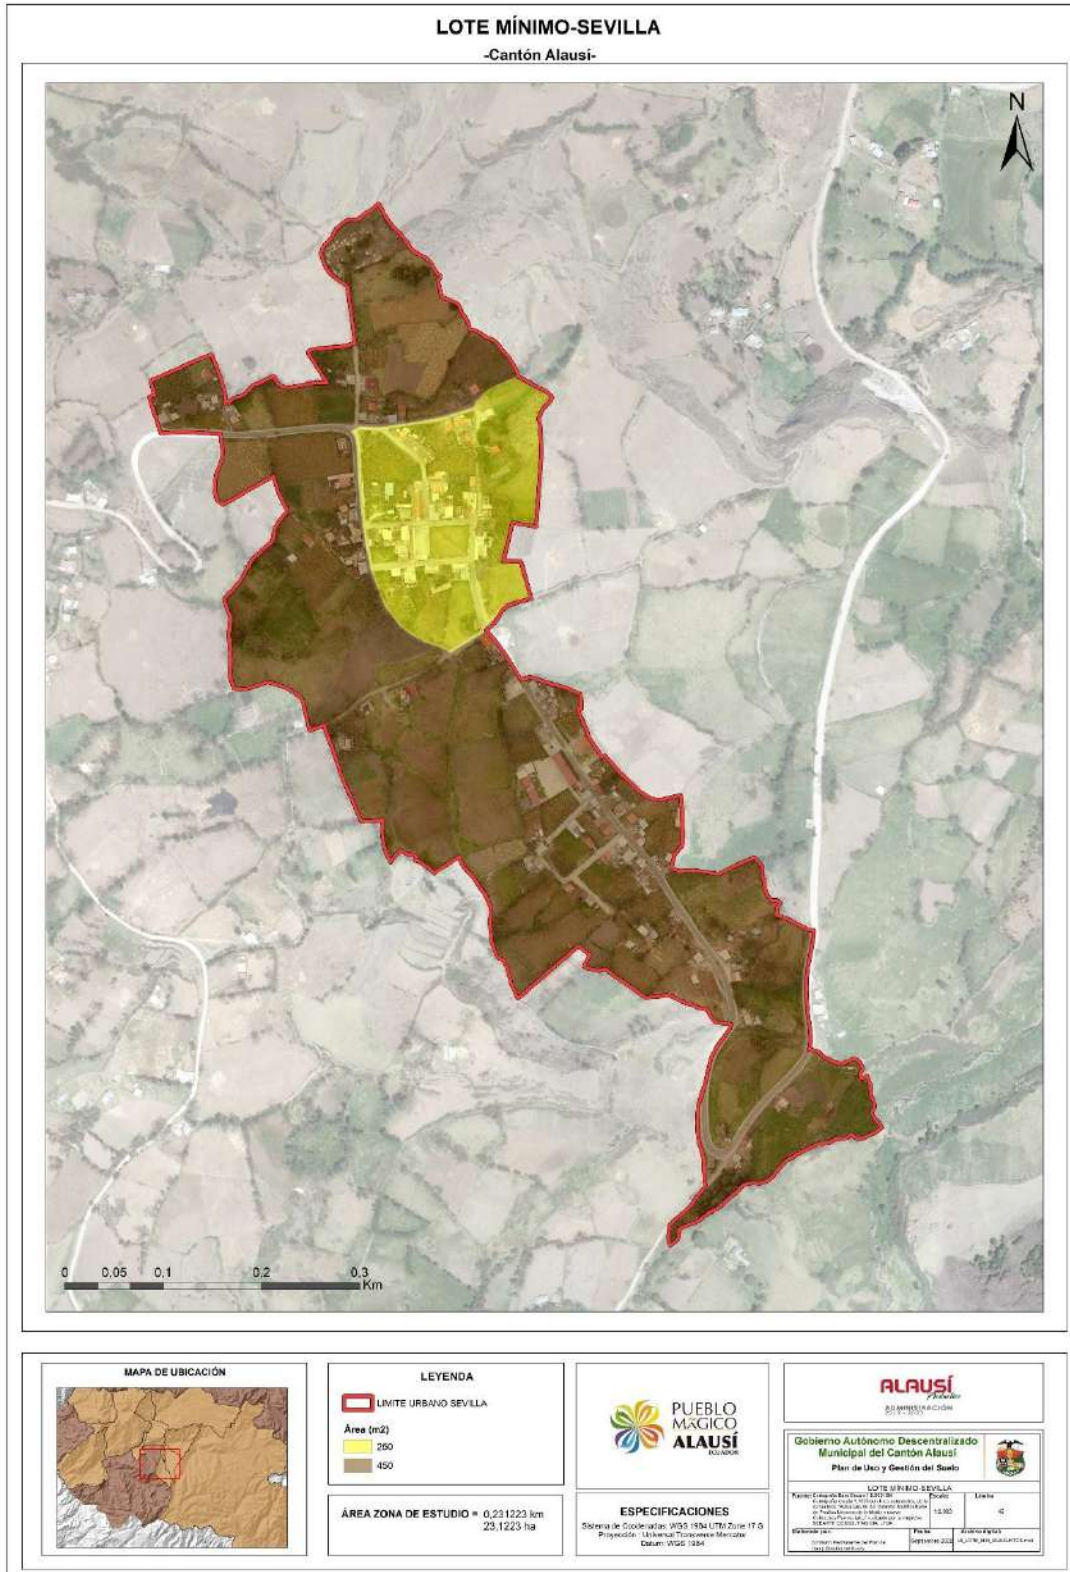 LOTE MÍNIMO-SEVILLA
-Cantón Alausí-
N
0 0,05 0,1 0,2 0,3
Km
MAPA DE UBICACIÓN
LEYENDA
LIMITE URBANO SEVILLA
Área (m2)
260
450
ÁREA ZONA DE ESTUDIO = 0,231223 km
23,1223 ha
PUEBLO
MÁGICO
ALAUSÍ
ECUADOR
ESPECIFICACIONES
Sistema de Coordenadas: WGS 1984 UTM Zone 17 S
Proyección: Universal Transverse Mercator
Datum: WGS 1984
ALAUSÍ
ADMINISTRACIÓN
Gobierno Autónomo Descentralizado
Municipal del Cantón Alausí
Plan de Uso y Gestión del Suelo
LOTE MÍNIMO-SEVILLA